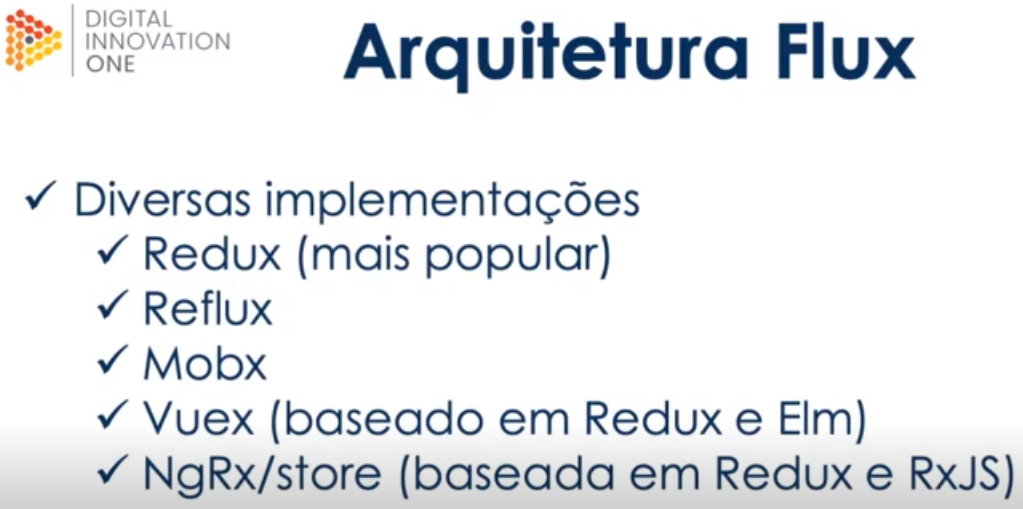 DIGITAL
INNOVATION
ONE
Arquitetura Flux
✓ Diversas implementações
✓ Redux (mais popular)
✓ Reflux
✓ Mobx
✓ Vuex (baseado em Redux e Elm)
✓ NgRx/store (baseada em Redux e RxJS)